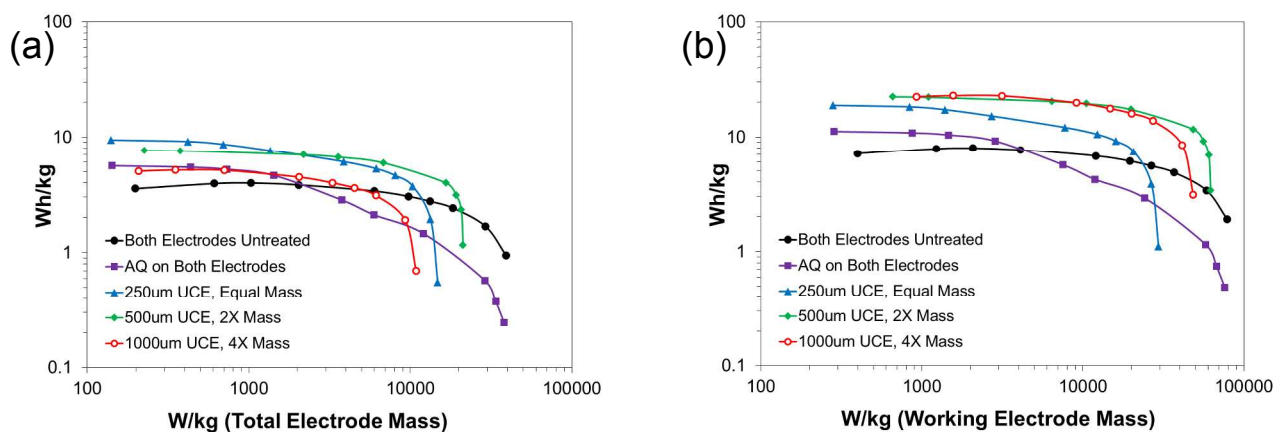 (a)
100
10
1
0.1
Wh/kg
Both Electrodes Untreated
AQ on Both Electrodes
250um UCE, Equal Mass
500um UCE, 2X Mass
1000um UCE, 4X Mass
100
1000
10000
100000
W/kg (Total Electrode Mass)
(b)
100
10
1
0.1
Wh/kg
Both Electrodes Untreated
AQ on Both Electrodes
250um UCE, Equal Mass
500um UCE, 2X Mass
1000um UCE, 4X Mass
100
1000
10000
100000
W/kg (Working Electrode Mass)